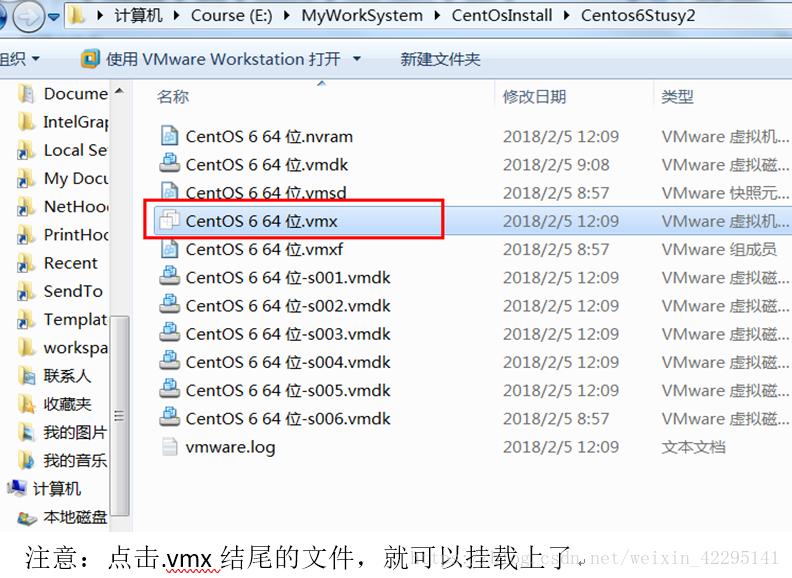 计算机 Course (E:) MyWorkSystem CentOsInstall Centos6Stusy2
组织 使用 VMware Workstation 打开 新建文件夹
名称 修改日期 类型
Docume
IntelGrap
Local Se
My Docu
NetHood
PrintHoo
Recent
SendTo
Templat
workspa
联系人
收藏夹
我的图片
我的音乐
计算机
本地磁盘
CentOS 6 64 位.nvram 2018/2/5 12:09 VMware 虚拟机...
CentOS 6 64 位.vmdk 2018/2/5 9:08 VMware 虚拟磁...
CentOS 6 64 位.vmsd 2018/2/5 8:57 VMware 快照元...
CentOS 6 64 位.vmx 2018/2/5 12:09 VMware 虚拟机...
CentOS 6 64 位.vmxf 2018/2/5 8:57 VMware 组成员
CentOS 6 64 位-s001.vmdk 2018/2/5 12:09 VMware 虚拟磁...
CentOS 6 64 位-s002.vmdk 2018/2/5 12:09 VMware 虚拟磁...
CentOS 6 64 位-s003.vmdk 2018/2/5 12:09 VMware 虚拟磁...
CentOS 6 64 位-s004.vmdk 2018/2/5 12:09 VMware 虚拟磁...
CentOS 6 64 位-s005.vmdk 2018/2/5 12:09 VMware 虚拟磁...
CentOS 6 64 位-s006.vmdk 2018/2/5 8:57 VMware 虚拟磁...
vmware.log 2018/2/5 12:09 文本文档
注意：点击.vmx 结尾的文件，就可以挂载上了。
csdn.net/weixin_42295141